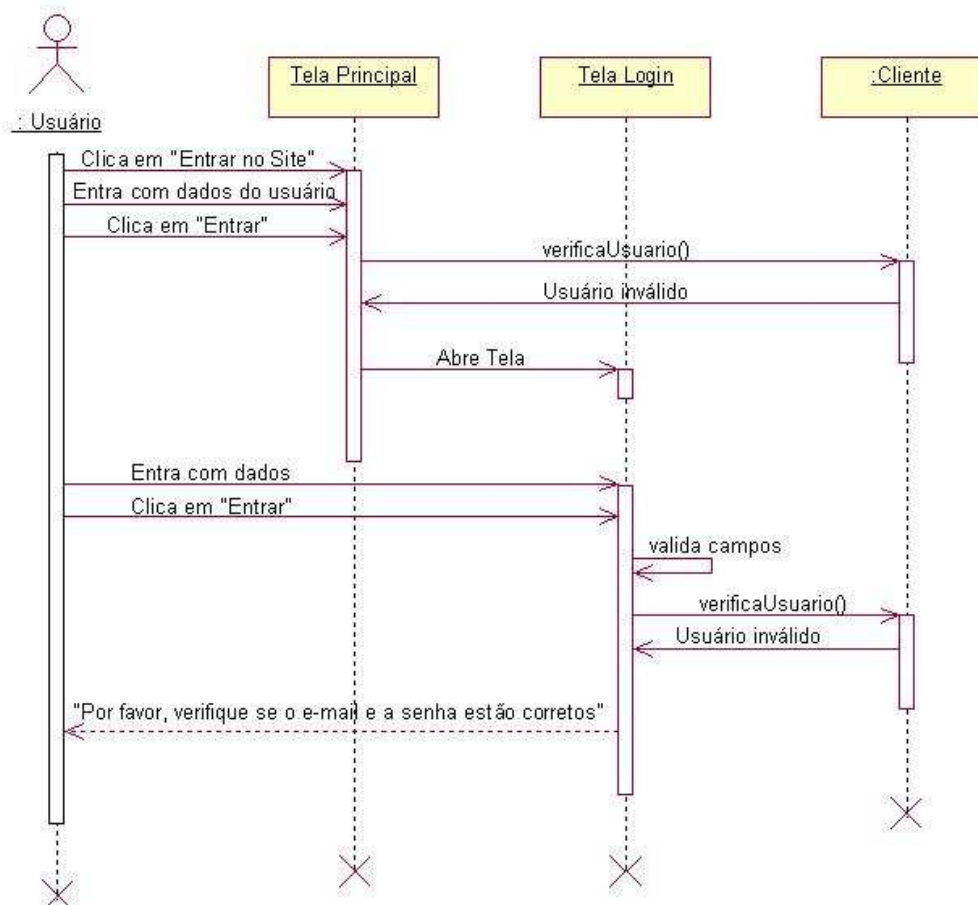 Tela Principal
Tela Login
:Cliente
: Usuário
Clica em "Entrar no Site"
Entra com dados do usuário
Clica em "Entrar"
verificaUsuario()
Usuário inválido
Abre Tela
Entra com dados
Clica em "Entrar"
valida campos
verificaUsuario()
Usuário inválido
"Por favor, verifique se o e-mail e a senha estão corretos"